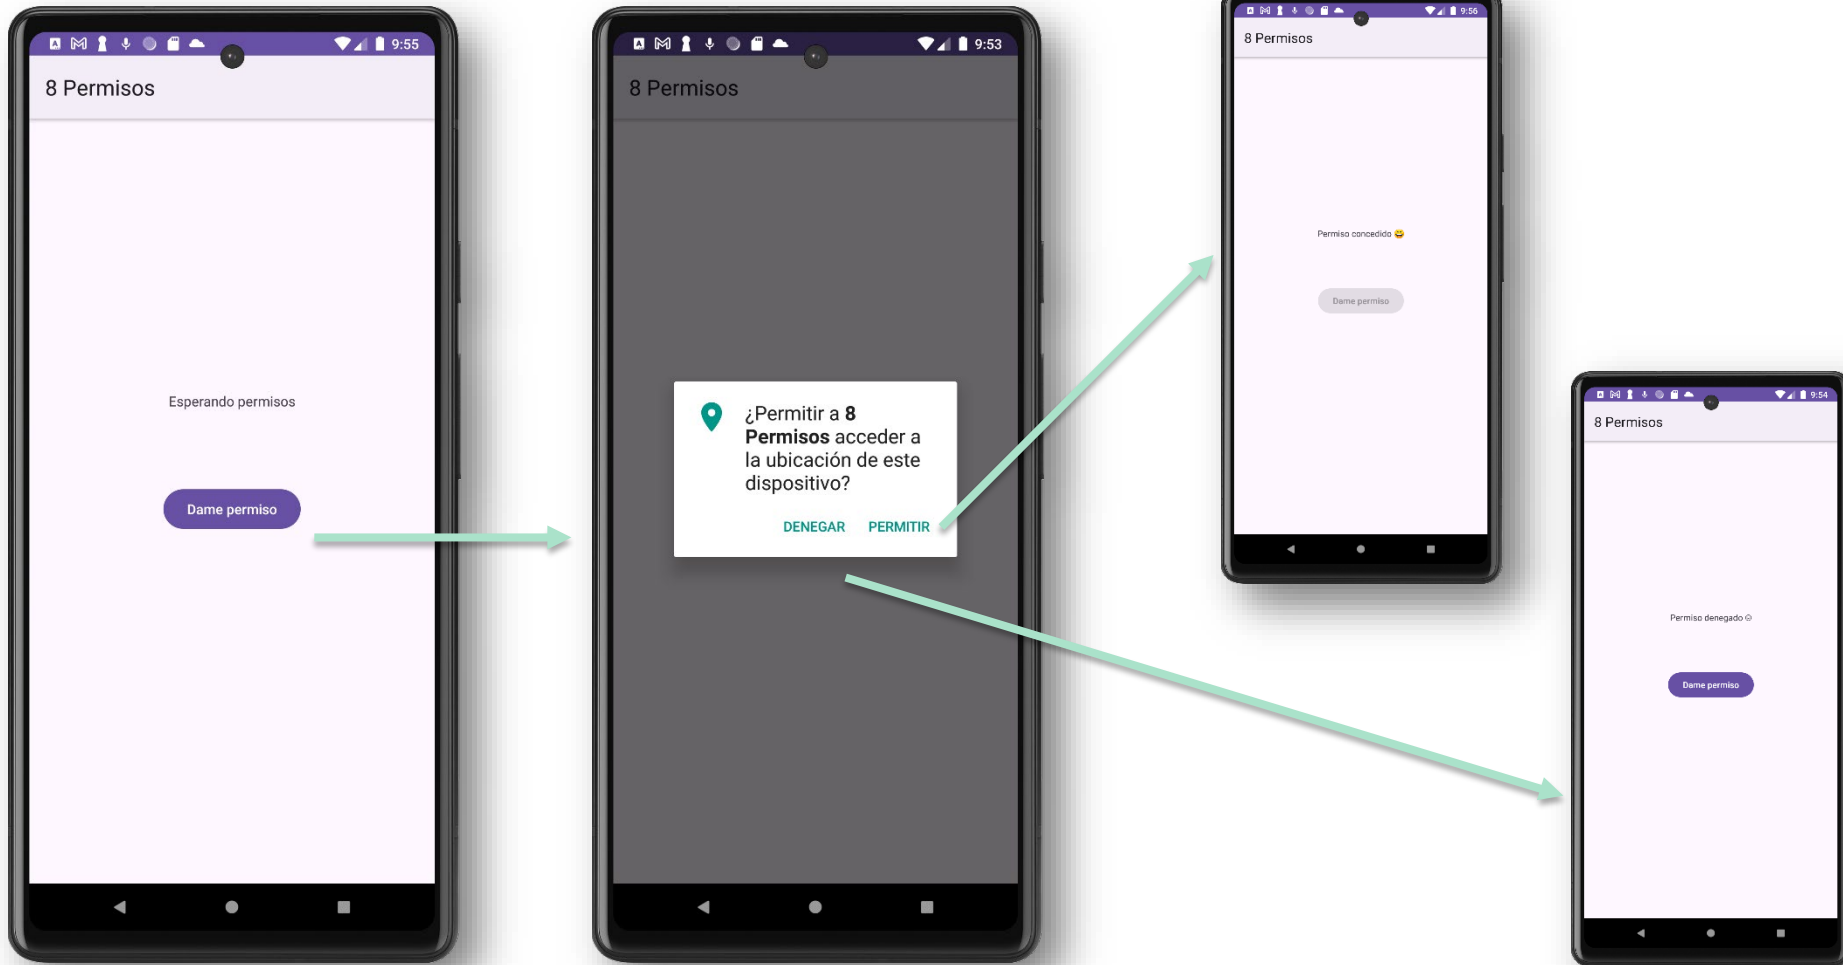 9:55
8 Permisos
Esperando permisos
Dame permiso
9:53
8 Permisos
¿Permitir a 8
Permisos acceder a
la ubicación de este
dispositivo?
DENEGAR PERMITIR
9:56
8 Permisos
Permiso concedido 😀
Dame permiso
9:54
8 Permisos
Permiso denegado ☹
Dame permiso